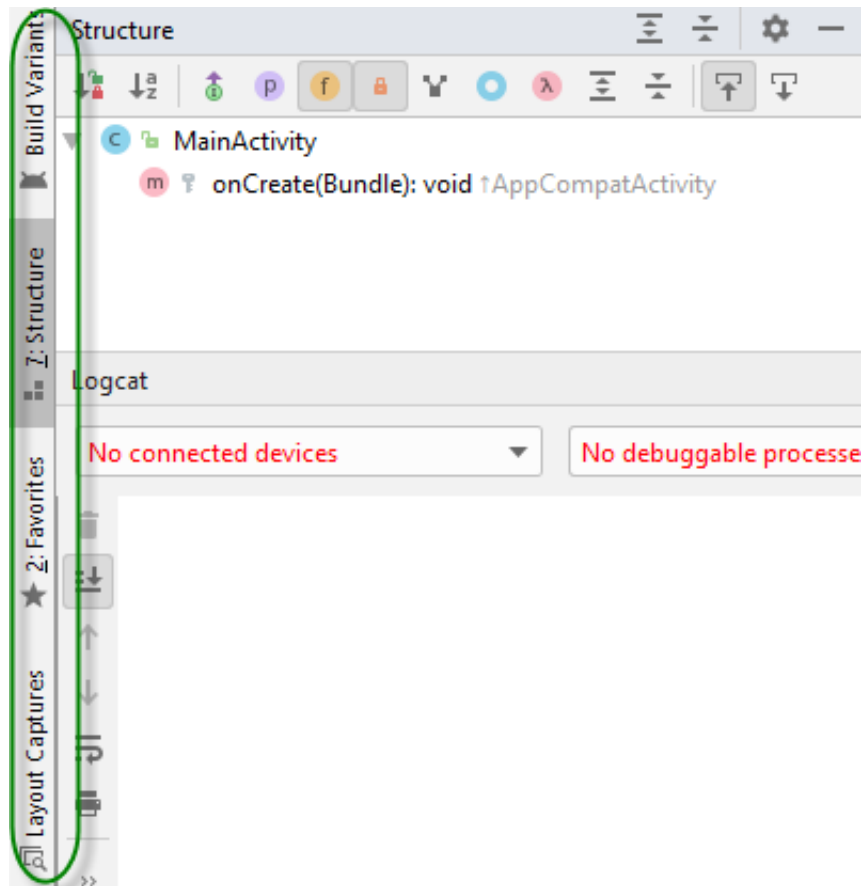 Build Variants
7: Structure
2: Favorites
Layout Captures
Structure
MainActivity
onCreate(Bundle): void ↑AppCompatActivity
Logcat
No connected devices
No debuggable processe